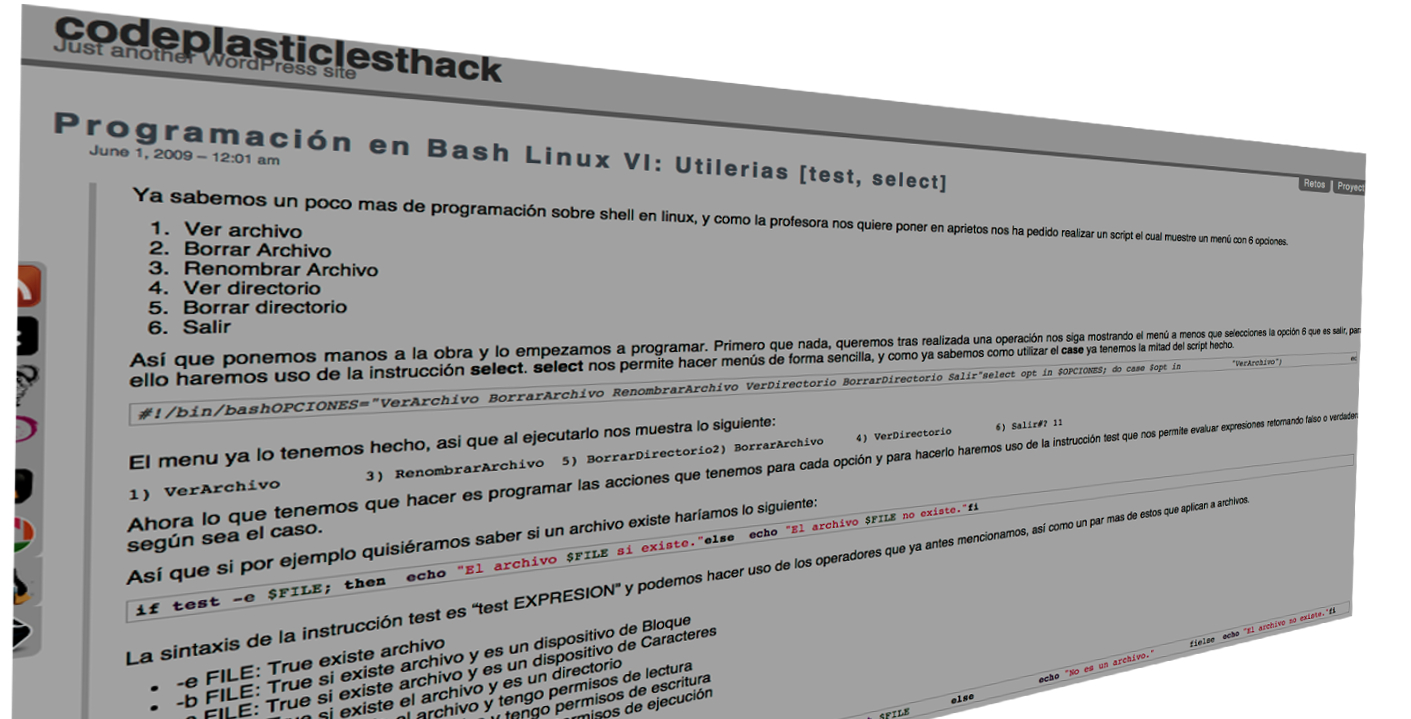 codeplasticlesthack
Just another WordPress site
Programación en Bash Linux VI: Utilerias [test, select]
June 1, 2009 – 12:01 am
Retos Proyect
Ya sabemos un poco mas de programación sobre shell en linux, y como la profesora nos quiere poner en aprietos nos ha pedido realizar un script el cual muestre un menú con 6 opciones.
1. Ver archivo
2. Borrar Archivo
3. Renombrar Archivo
4. Ver directorio
5. Borrar directorio
6. Salir
Así que ponemos manos a la obra y lo empezamos a programar. Primero que nada, queremos tras realizada una operación nos siga mostrando el menú a menos que selecciones la opción 6 que es salir, para
ello haremos uso de la instrucción select. select nos permite hacer menús de forma sencilla, y como ya sabemos como utilizar el case ya tenemos la mitad del script hecho.
#!/bin/bashOPCIONES="VerArchivo BorrarArchivo RenombrarArchivo VerDirectorio BorrarDirectorio Salir"select opt in $OPCIONES; do case $opt in "VerArchivo") ec
El menu ya lo tenemos hecho, asi que al ejecutarlo nos muestra lo siguiente:
1) VerArchivo 3) RenombrarArchivo 5) BorrarDirectorio2) BorrarArchivo 4) VerDirectorio 6) Salir#? 11
Ahora lo que tenemos que hacer es programar las acciones que tenemos para cada opción y para hacerlo haremos uso de la instrucción test que nos permite evaluar expresiones retornando falso o verdadero
según sea el caso.
Así que si por ejemplo quisiéramos saber si un archivo existe haríamos lo siguiente:
if test -e $FILE; then echo "El archivo $FILE si existe."else echo "El archivo $FILE no existe."fi
La sintaxis de la instrucción test es “test EXPRESION” y podemos hacer uso de los operadores que ya antes mencionamos, así como un par mas de estos que aplican a archivos.
• -e FILE: True existe archivo
• -b FILE: True si existe archivo y es un dispositivo de Bloque
FILE: True si existe archivo y es un dispositivo de Caracteres
True si existe el archivo y es un directorio
el archivo y tengo permisos de lectura
y tengo permisos de escritura
permisos de ejecución
$FILE else echo "No es un archivo." fielse echo "El archivo no existe."fi